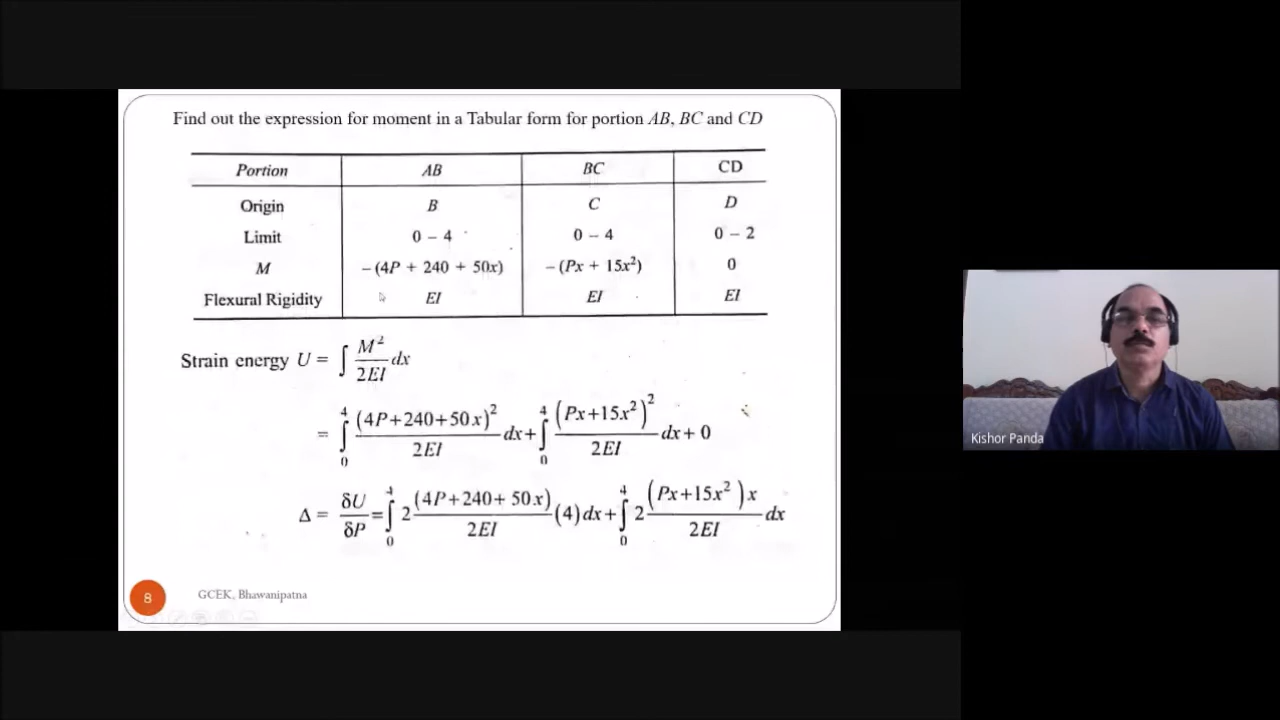 Find out the expression for moment in a Tabular form for portion AB, BC and CD
Portion AB BC CD
Origin B C D
Limit 0 – 4 0 – 4 0 – 2
M – (4P + 240 + 50x) – (Px + 15x²) 0
Flexural Rigidity EI EI EI
Strain energy U = ∫ M²/2EI dx
= ∫₀⁴ (4P+240+50x)²/2EI dx + ∫₀⁴ (Px+15x²)²/2EI dx + 0
Δ = δU/δP = ∫₀⁴ 2 (4P+240+50x)/2EI (4) dx + ∫₀⁴ 2 (Px+15x²)x/2EI dx
8 GCEK, Bhawanipatna
Kishor Panda